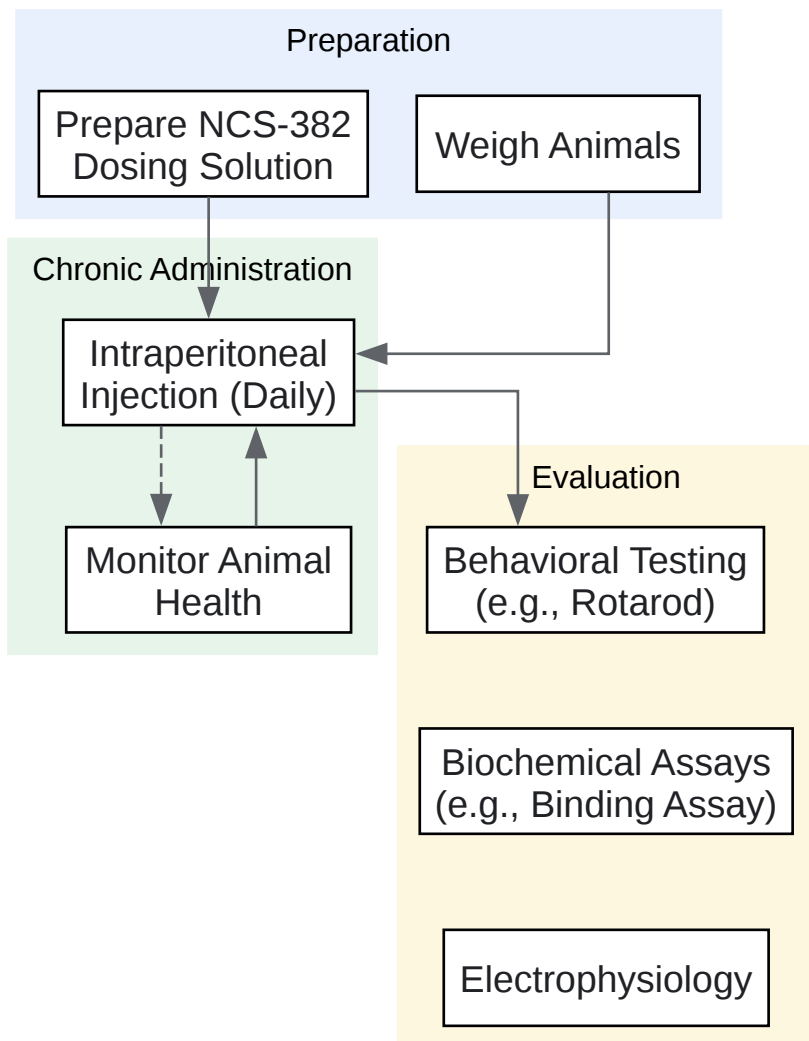 Preparation
Prepare NCS-382
Dosing Solution
Weigh Animals
Chronic Administration
Intraperitoneal
Injection (Daily)
Monitor Animal
Health
Evaluation
Behavioral Testing
(e.g., Rotarod)
Biochemical Assays
(e.g., Binding Assay)
Electrophysiology